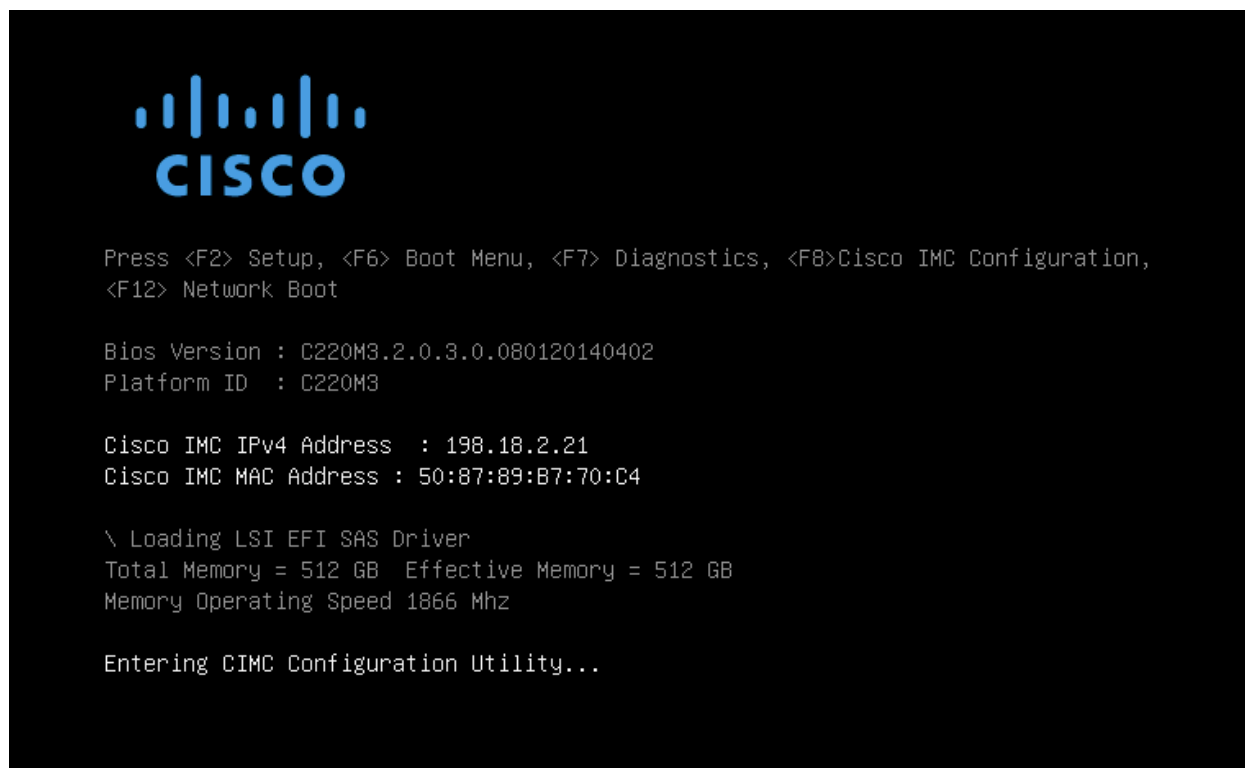 CISCO
Press <F2> Setup, <F6> Boot Menu, <F7> Diagnostics, <F8>Cisco IMC Configuration,
<F12> Network Boot
Bios Version : C220M3.2.0.3.0.080120140402
Platform ID  : C220M3
Cisco IMC IPv4 Address  : 198.18.2.21
Cisco IMC MAC Address : 50:87:89:B7:70:C4
\ Loading LSI EFI SAS Driver
Total Memory = 512 GB  Effective Memory = 512 GB
Memory Operating Speed 1866 Mhz
Entering CIMC Configuration Utility...